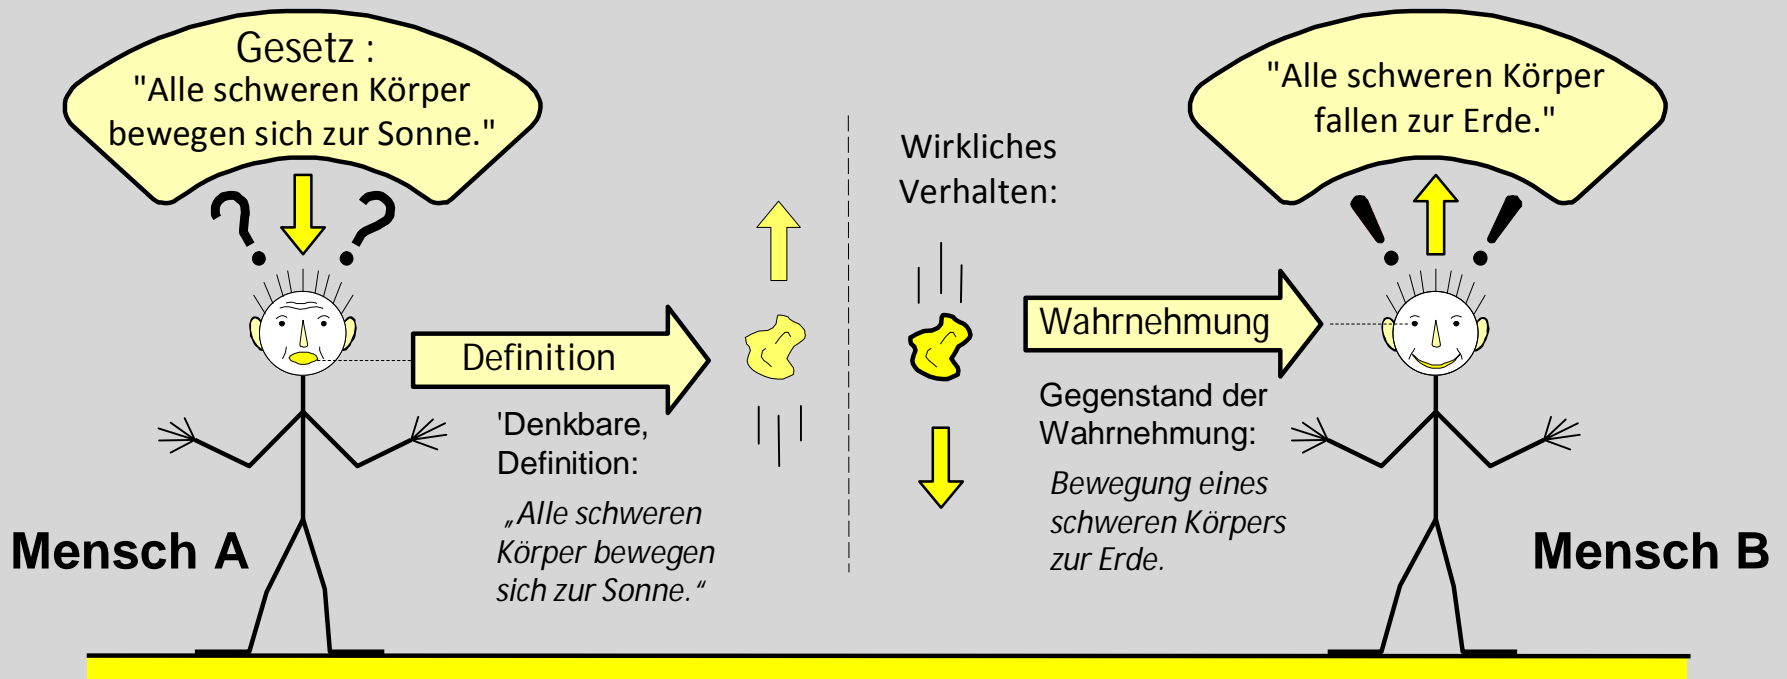 Gesetz :
"Alle schweren Körper
bewegen sich zur Sonne."
Definition
'Denkbare,
Definition:
„Alle schweren
Körper bewegen
sich zur Sonne.“
Mensch A
Wirkliches
Verhalten:
"Alle schweren Körper
fallen zur Erde."
Wahrnehmung
Gegenstand der
Wahrnehmung:
Bewegung eines
schweren Körpers
zur Erde.
Mensch B